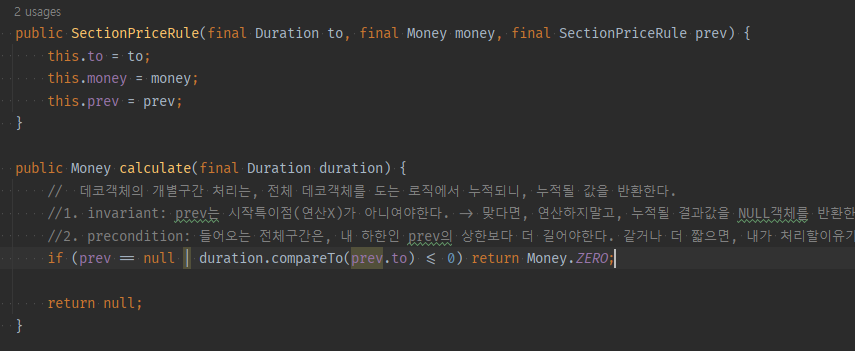 2 usages
public SectionPriceRule(final Duration to, final Money money, final SectionPriceRule prev) {
this.to = to;
this.money = money;
this.prev = prev;
}
public Money calculate(final Duration duration) {
// 데코객체의 개별구간 처리는, 전체 데코객체를 도는 로직에서 누적되니, 누적될 값을 반환한다.
//1. invariant: prev는 시작특이점(연산X)가 아니여야한다. → 맞다면, 연산하지말고, 누적될 결과값을 NULL객체를 반환한
//2. precondition: 들어오는 전체구간은, 내 하한인 prev의 상한보다 더 길어야한다. 같거나 더 짧으면, 내가 처리할이유가
if (prev == null | duration.compareTo(prev.to) <= 0) return Money.ZERO;
return null;
}